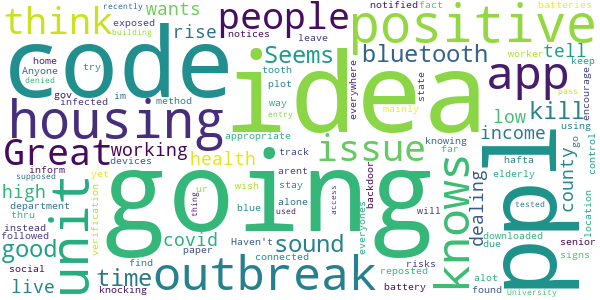 recently
batteries
notified
fact
think
wants
people
positive
exposed
notices
building
rise
leave
Anyone
denied
home
try
Seems
bluetooth
tell
worker
keep
code
idea
tooth
gov
im
plot
everywhere
state
mainly
pass
encourage
infected
method
way
entry
app
kill
housing
appropriate
low
using
issue
knowing
income
go
control
Great
working
track
far
hafta
inform
yet
devices
health
arent
ur
wish
stay
backdoor
knows
ppl
elderly
county
supposed
high
unit
verification
going
alone
will
everyones
dealing
location
department
thru
blue
thing
access
used
downloaded
due
senior
instead
followed
covid
Haven't
risks
reposted
alot
signs
good
paper
sound
connected
found
tested
social
find
battery
University
live
time
knocking
outbreak